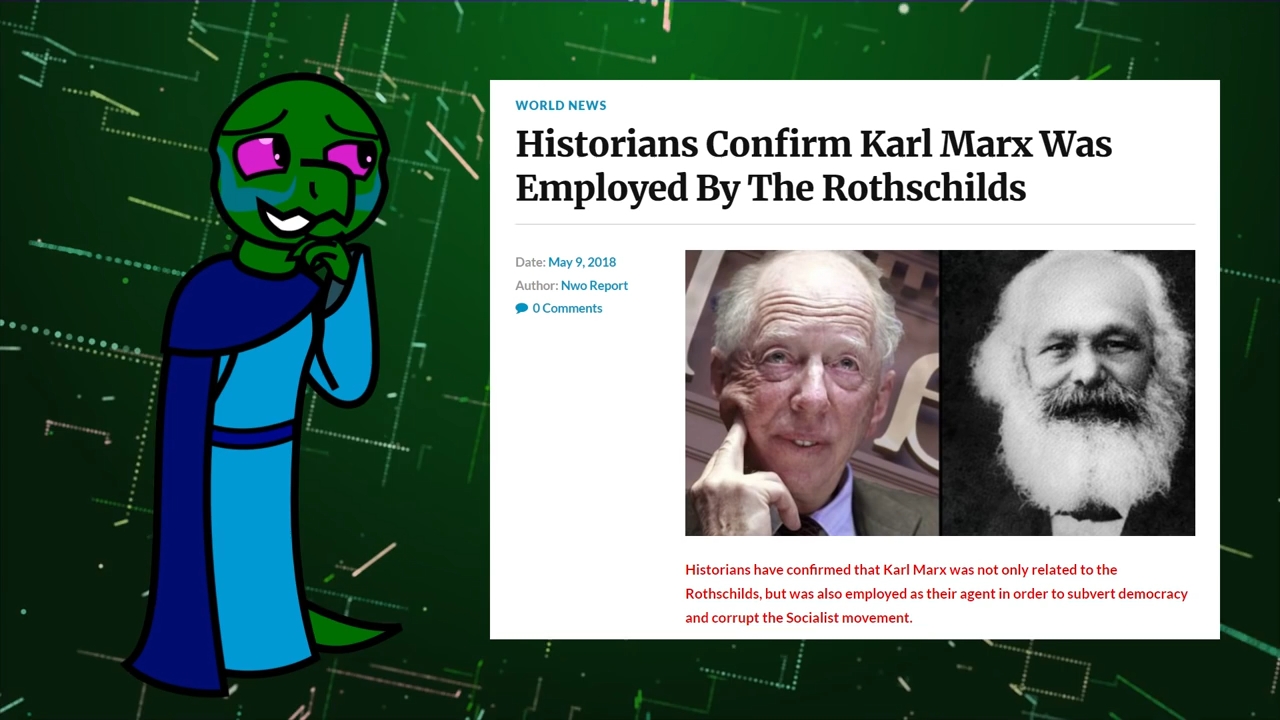 WORLD NEWS
Historians Confirm Karl Marx Was
Employed By The Rothschilds
Date: May 9, 2018
Author: Nwo Report
0 Comments
Historians have confirmed that Karl Marx was not only related to the
Rothschilds, but was also employed as their agent in order to subvert democracy
and corrupt the Socialist movement.